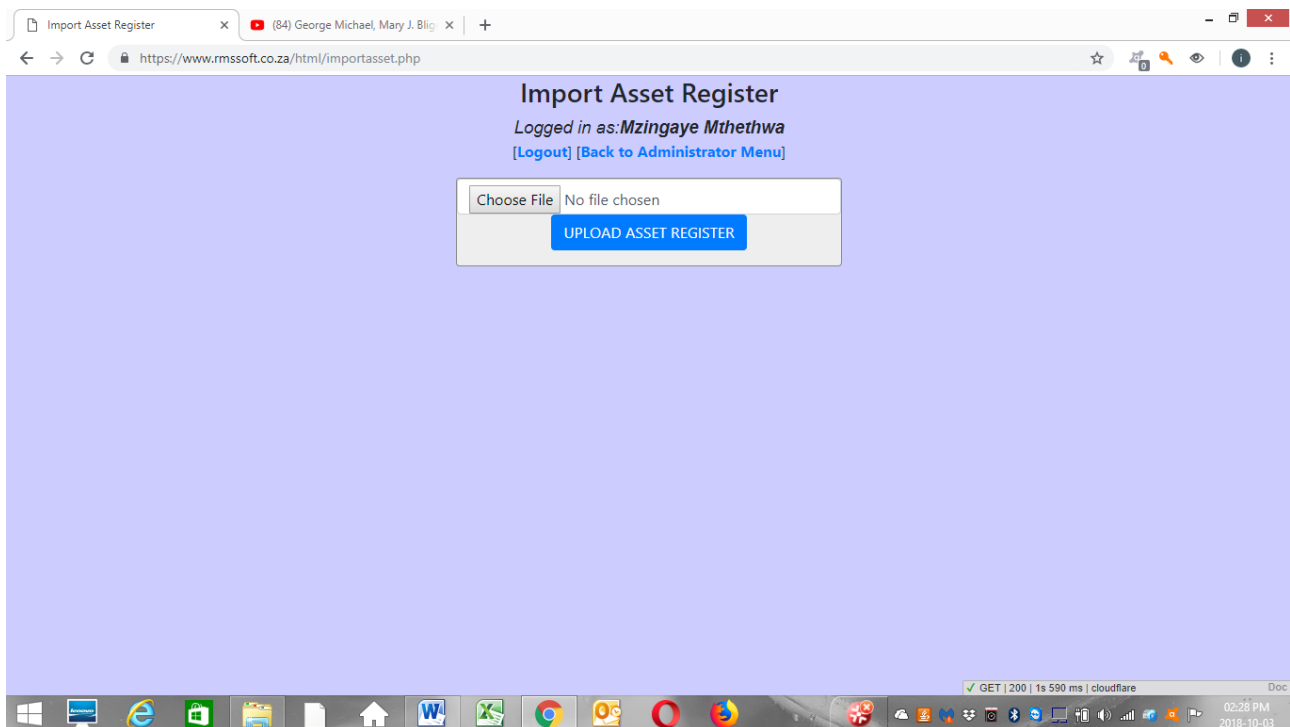 Import Asset Register
(84) George Michael, Mary J. Blig
https://www.rmssoft.co.za/html/importasset.php
0
i
Import Asset Register
Logged in as:Mzingaye Mthethwa
[Logout] [Back to Administrator Menu]
Choose File No file chosen
UPLOAD ASSET REGISTER
GET | 200 | 1s 590 ms | cloudflare
Doc
lenovo
02:28 PM
2018-10-03